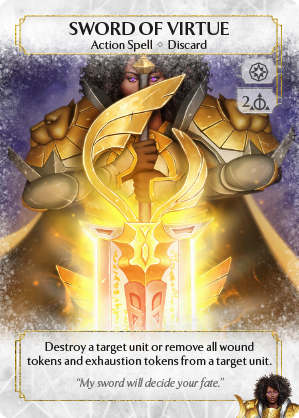 SWORD OF VIRTUE
Action Spell ◇ Discard
2
Destroy a target unit or remove all wound
tokens and exhaustion tokens from a target unit.
“My sword will decide your fate.”